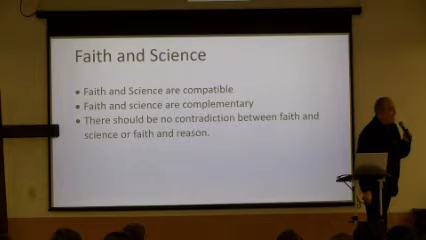 Faith and Science
• Faith and Science are compatible
• Faith and science are complementary
• There should be no contradiction between faith and
science or faith and reason.